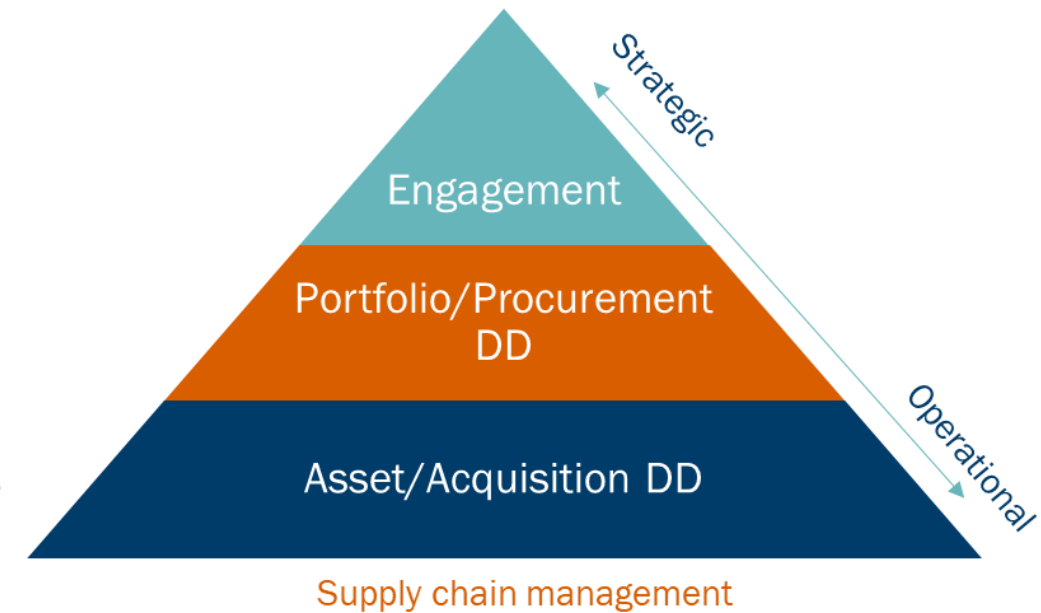 Strategic
Engagement
Portfolio/Procurement
DD
Operational
Asset/Acquisition DD
Supply chain management